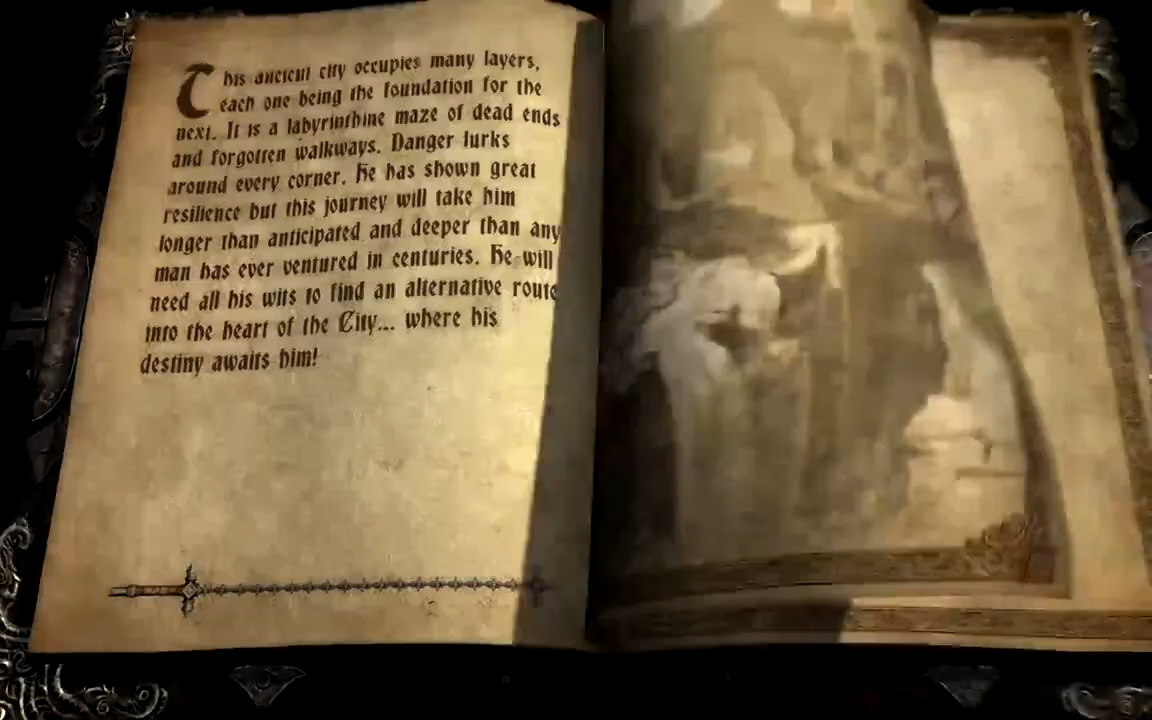 This ancient city occupies many layers,
each one being the foundation for the
next. It is a labyrinthine maze of dead ends
and forgotten walkways. Danger lurks
around every corner. He has shown great
resilience but this journey will take him
longer than anticipated and deeper than any
man has ever ventured in centuries. He will
need all his wits to find an alternative route
into the heart of the City... where his
destiny awaits him!